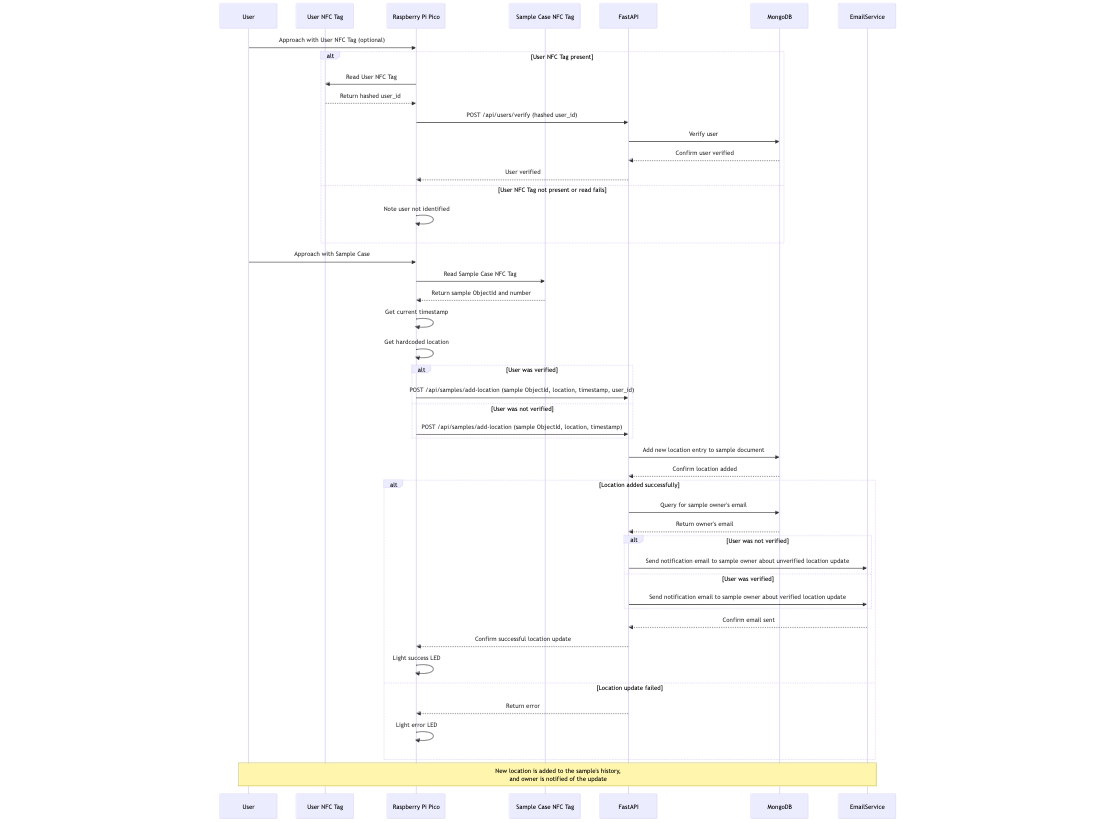 User
User NFC Tag
Raspberry Pi Pico
Sample Case NFC Tag
FastAPI
MongoDB
EmailService
Approach with User NFC Tag (optional)
alt
[User NFC Tag present]
Read User NFC Tag
Return hashed user_id
POST /api/users/verify (hashed user_id)
Verify user
Confirm user verified
User verified
[User NFC Tag not present or read fails]
Note user not identified
Approach with Sample Case
Read Sample Case NFC Tag
Return sample ObjectId and number
Get current timestamp
Get hardcoded location
alt
[User was verified]
POST /api/samples/add-location (sample ObjectId, location, timestamp, user_id)
[User was not verified]
POST /api/samples/add-location (sample ObjectId, location, timestamp)
Add new location entry to sample document
Confirm location added
alt
[Location added successfully]
Query for sample owner's email
Return owner's email
alt
[User was not verified]
Send notification email to sample owner about unverified location update
[User was verified]
Send notification email to sample owner about verified location update
Confirm email sent
Confirm successful location update
Light success LED
[Location update failed]
Return error
Light error LED
New location is added to the sample's history,
and owner is notified of the update
User
User NFC Tag
Raspberry Pi Pico
Sample Case NFC Tag
FastAPI
MongoDB
EmailService